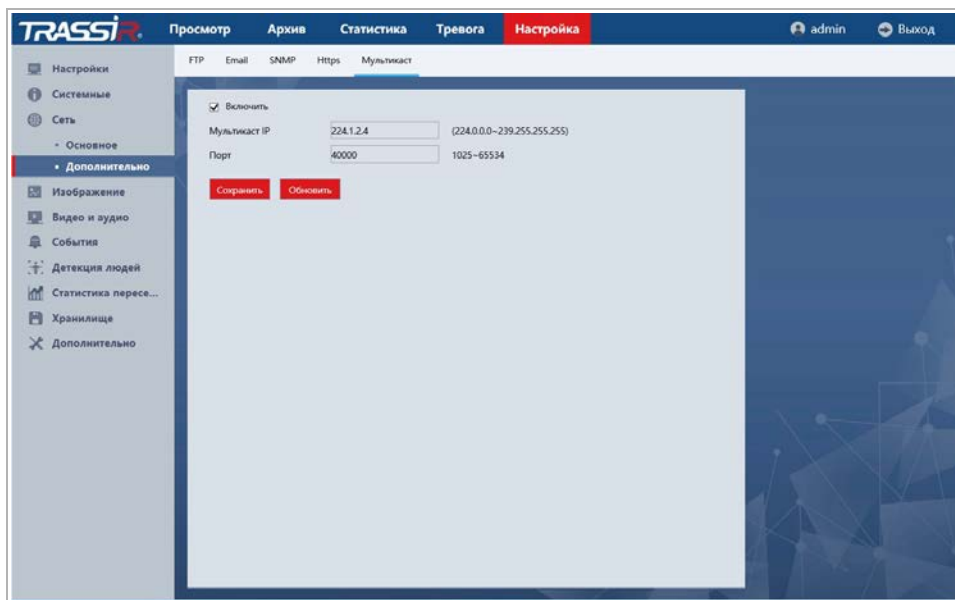 TRASSIR® Просмотр Архив Статистика Тревога Настройка admin Выход
FTP Email SNMP Https Мультикаст
Настройки
Системные
Сеть
• Основное
• Дополнительно
Изображение
Видео и аудио
События
Детекция людей
Статистика пересе...
Хранилище
Дополнительно
Включить
Мультикаст IP 224.1.2.4 (224.0.0.0~239.255.255.255)
Порт 40000 1025~65534
Сохранить Обновить